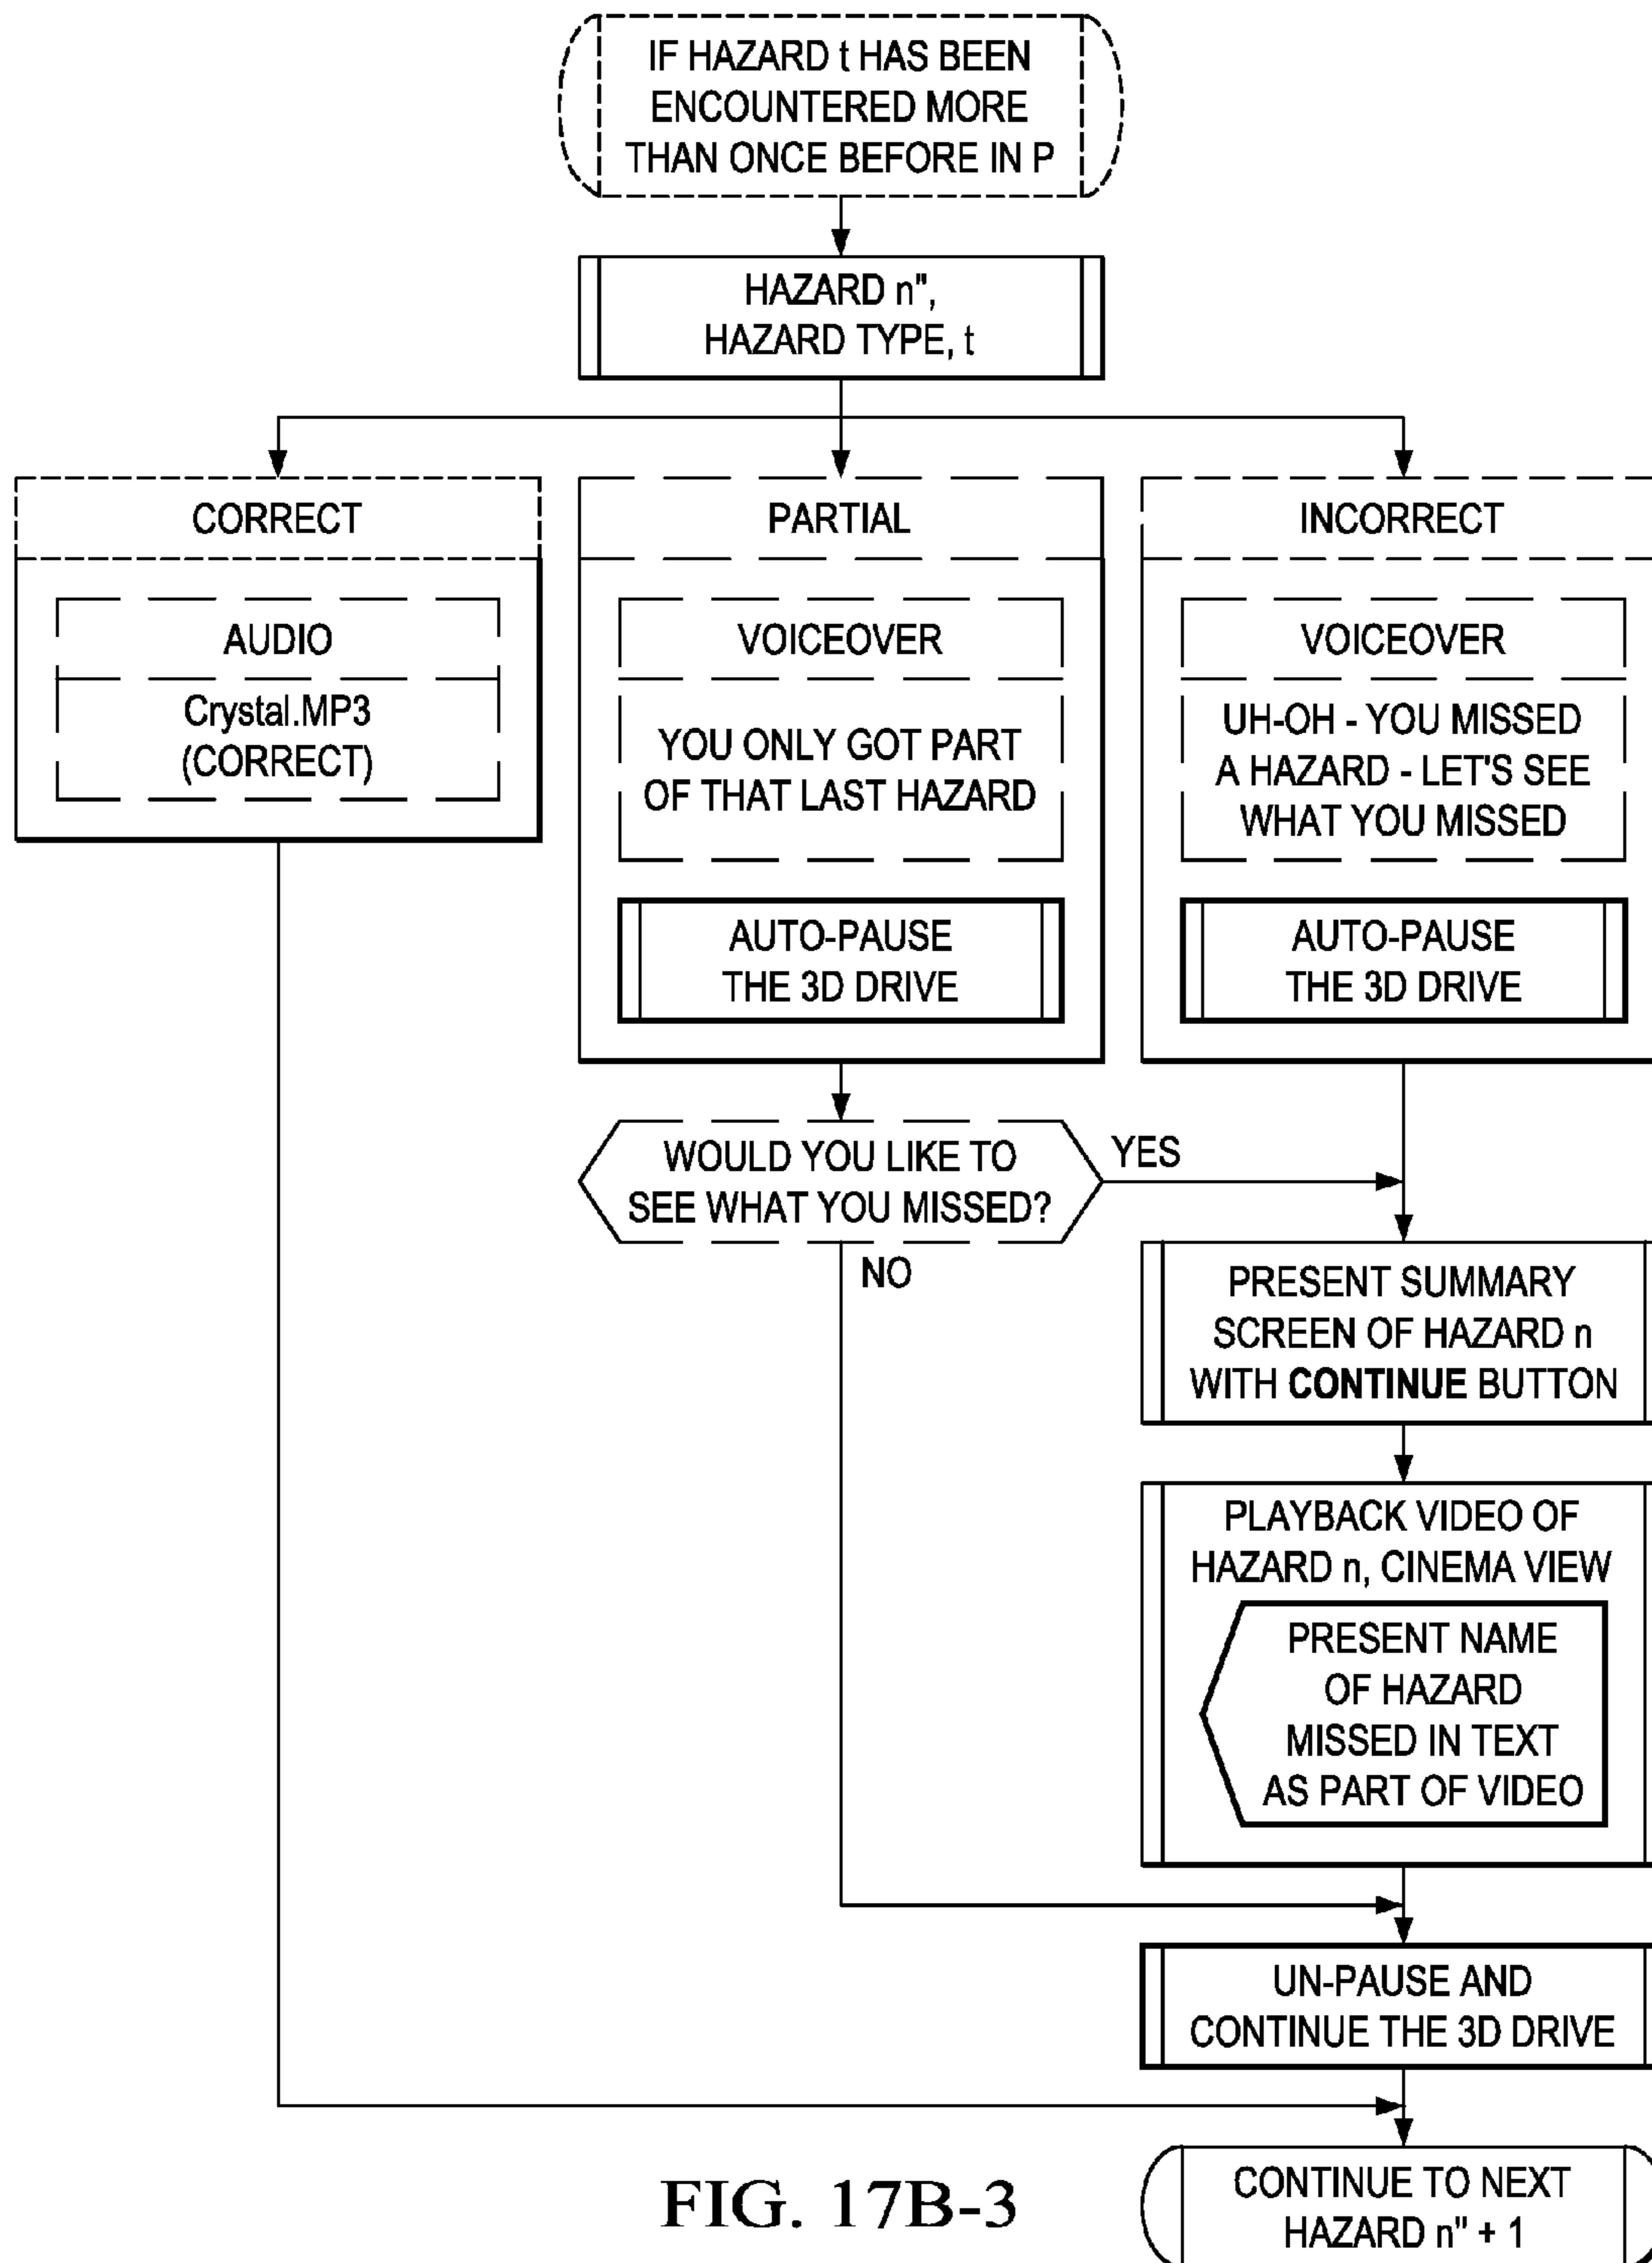 IF HAZARD t HAS BEEN
ENCOUNTERED MORE
THAN ONCE BEFORE IN P
HAZARD n",
HAZARD TYPE, t
CORRECT
AUDIO
Crystal.MP3
(CORRECT)
PARTIAL
VOICEOVER
YOU ONLY GOT PART
OF THAT LAST HAZARD
AUTO-PAUSE
THE 3D DRIVE
INCORRECT
VOICEOVER
UH-OH - YOU MISSED
A HAZARD - LET'S SEE
WHAT YOU MISSED
AUTO-PAUSE
THE 3D DRIVE
WOULD YOU LIKE TO
SEE WHAT YOU MISSED?
YES
NO
PRESENT SUMMARY
SCREEN OF HAZARD n
WITH CONTINUE BUTTON
PLAYBACK VIDEO OF
HAZARD n, CINEMA VIEW
PRESENT NAME
OF HAZARD
MISSED IN TEXT
AS PART OF VIDEO
UN-PAUSE AND
CONTINUE THE 3D DRIVE
CONTINUE TO NEXT
HAZARD n" + 1
FIG. 17B-3